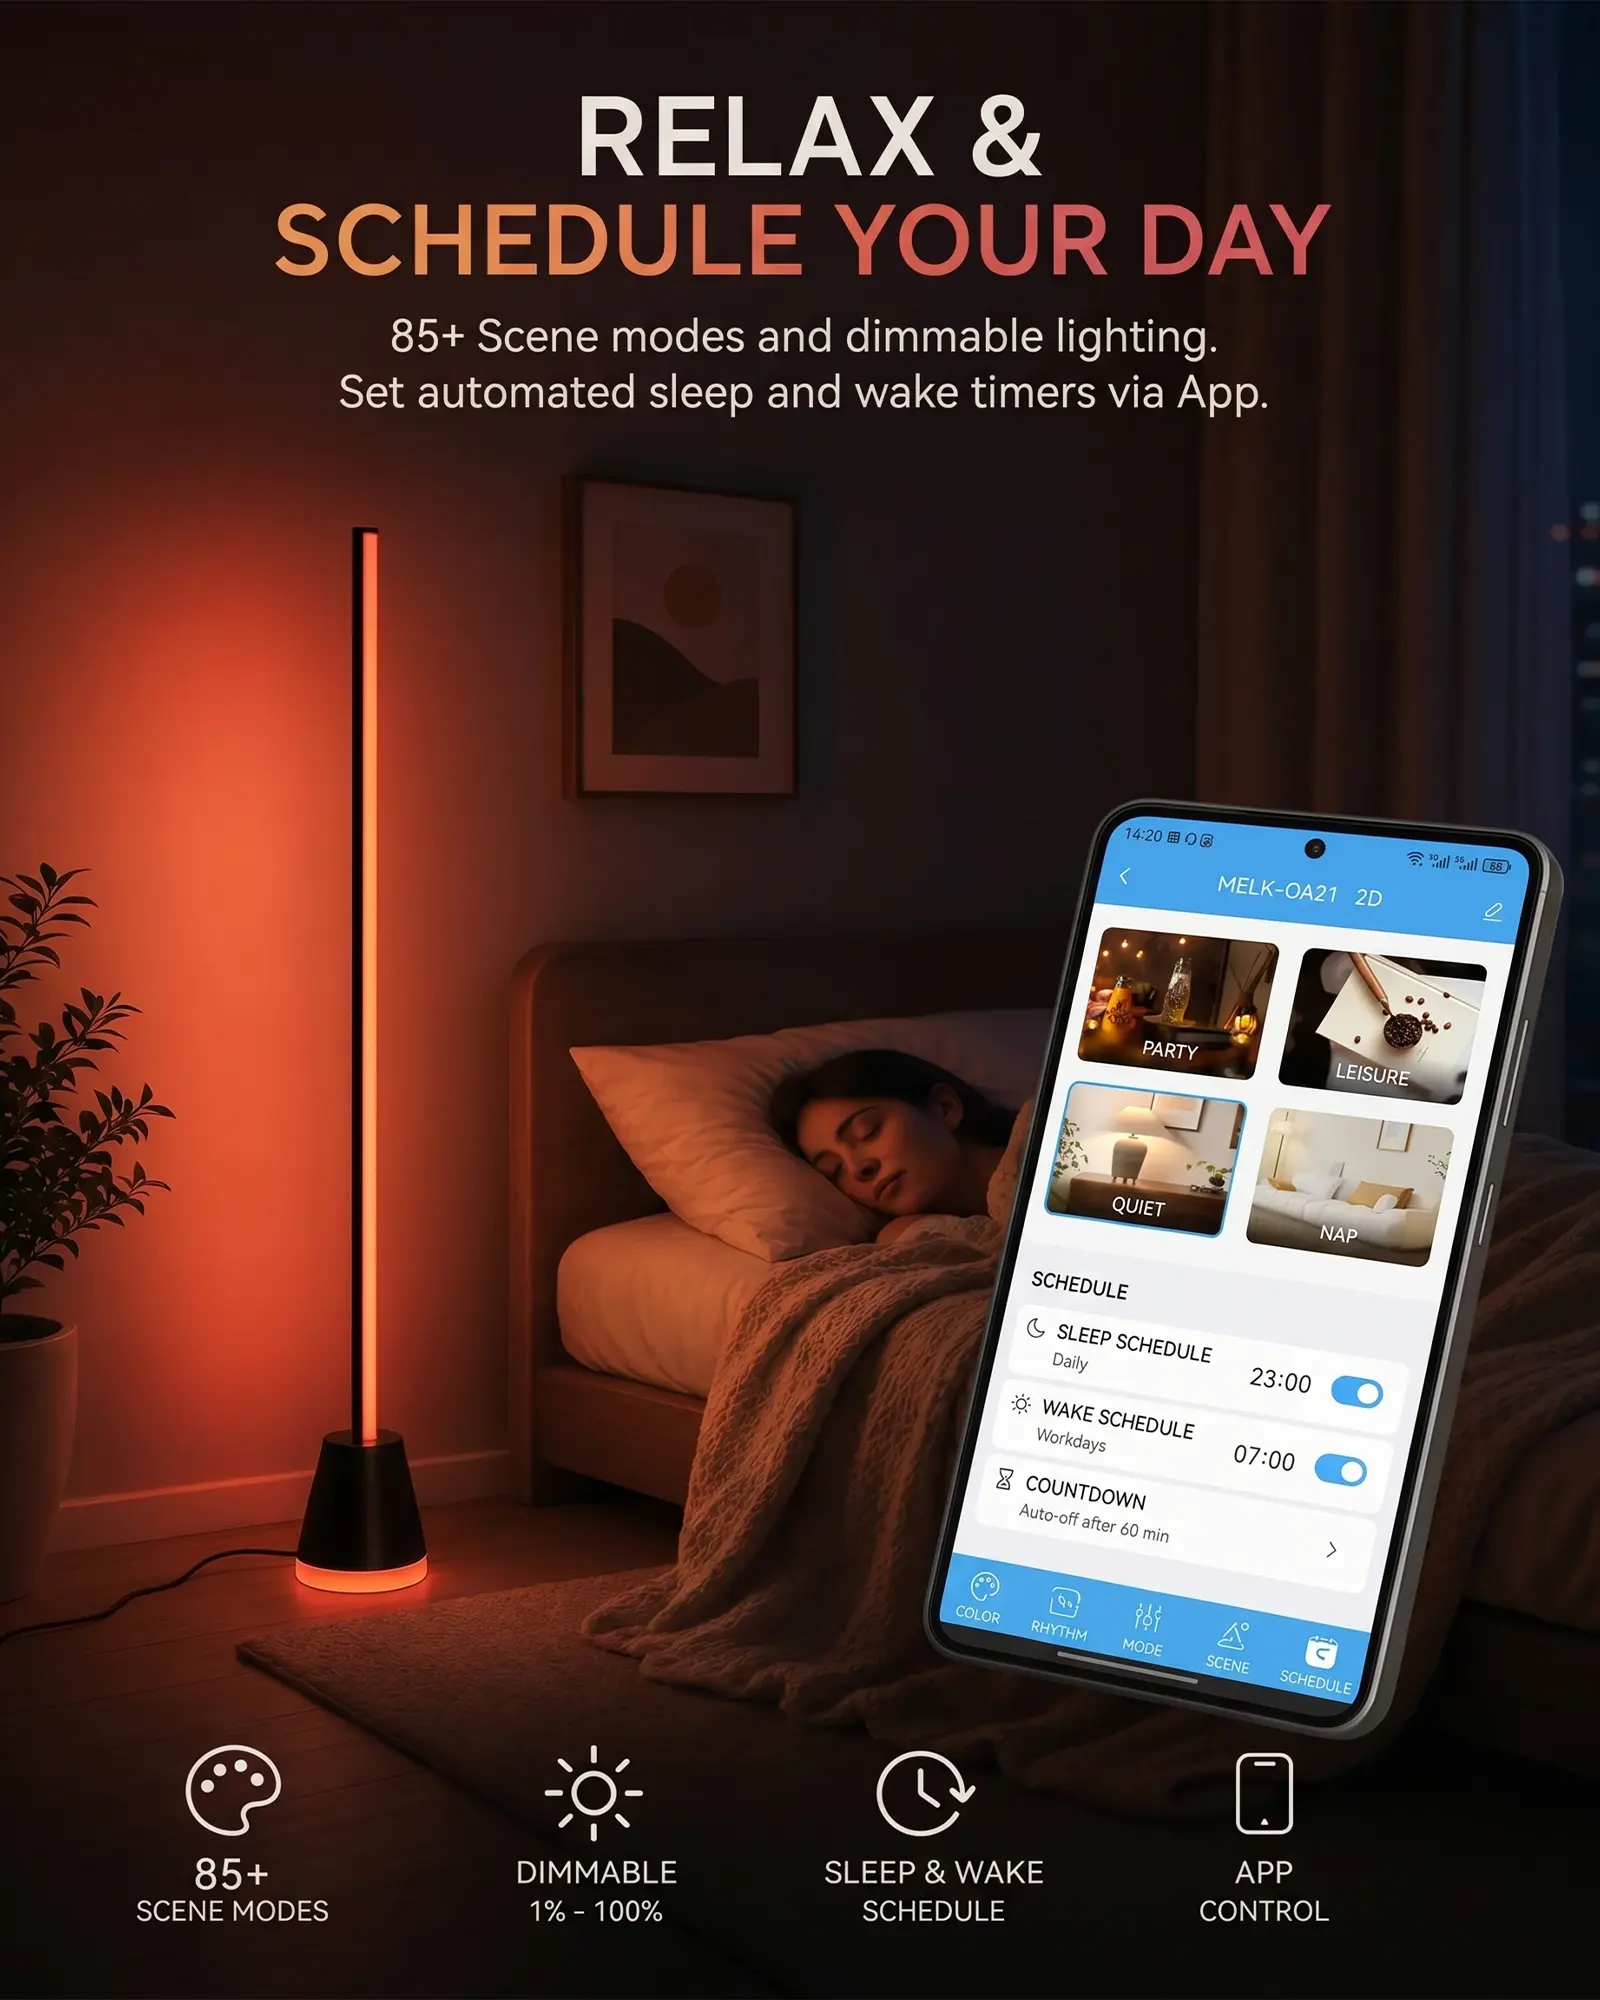 RELAX &
SCHEDULE YOUR DAY
85+ Scene modes and dimmable lighting.
Set automated sleep and wake timers via App.
14:20
MELK-OA21 2D
PARTY
LEISURE
QUIET
NAP
SCHEDULE
SLEEP SCHEDULE
Daily
23:00
WAKE SCHEDULE
Workdays
07:00
COUNTDOWN
Auto-off after 60 min
COLOR
RHYTHM
MODE
SCENE
SCHEDULE
85+
SCENE MODES
DIMMABLE
1% - 100%
SLEEP & WAKE
SCHEDULE
APP
CONTROL